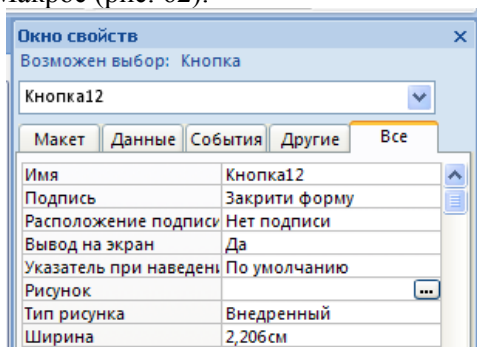 Макрос (рис. 62).
Окно свойств
Возможен выбор: Кнопка
Кнопка12
Макет Данные События Другие Все
Имя Кнопка12
Подпись Закрити форму
Расположение подписи Нет подписи
Вывод на экран Да
Указатель при наведени По умолчанию
Рисунок ...
Тип рисунка Внедренный
Ширина 2,206см